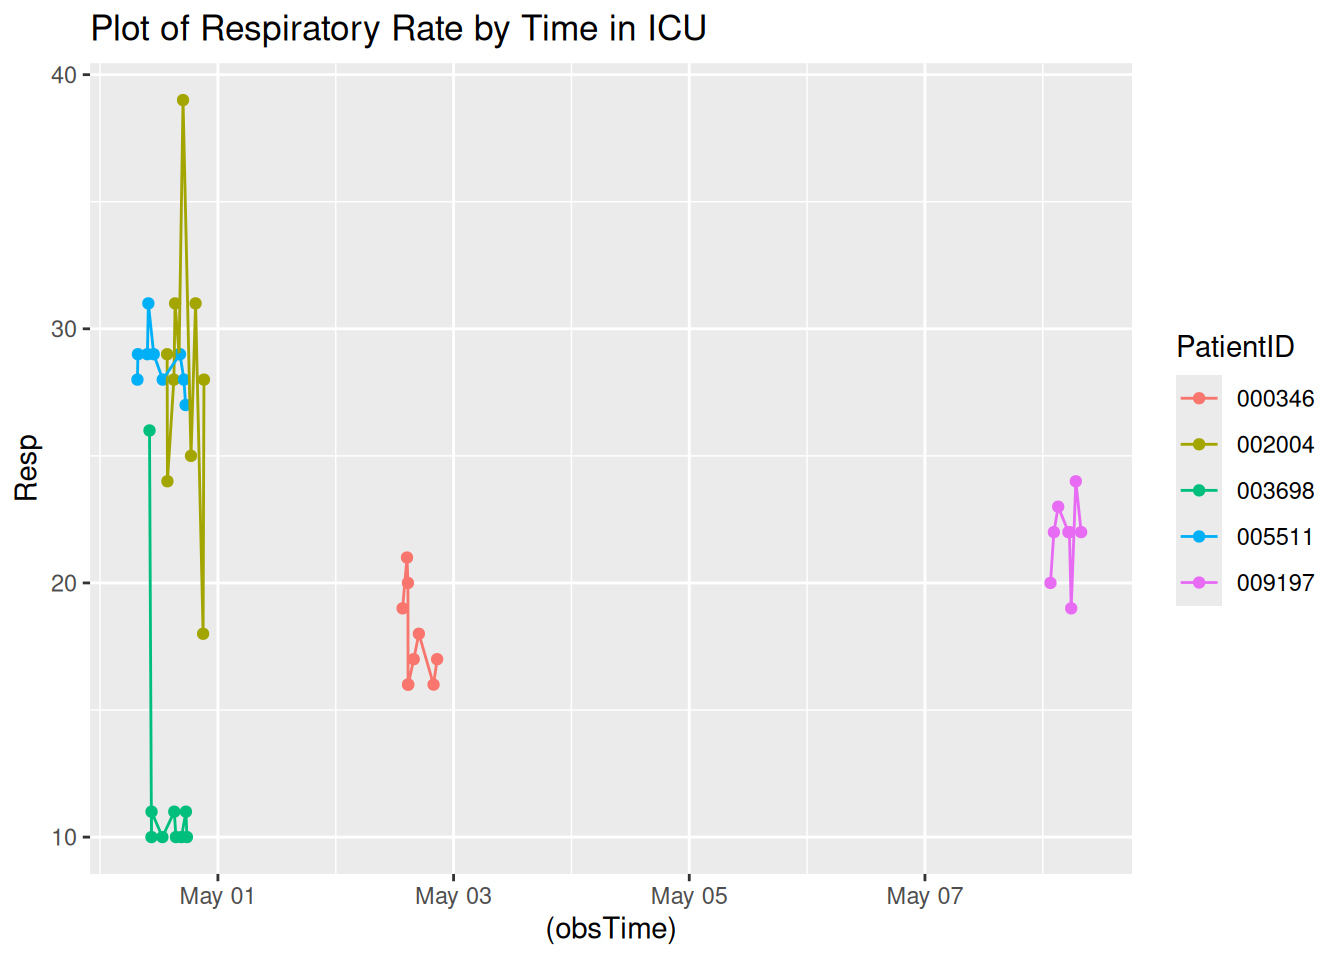 Plot of Respiratory Rate by Time in ICU
40
30
20
10
Resp
May 01
May 03
May 05
May 07
(obsTime)
PatientID
000346
002004
003698
005511
009197